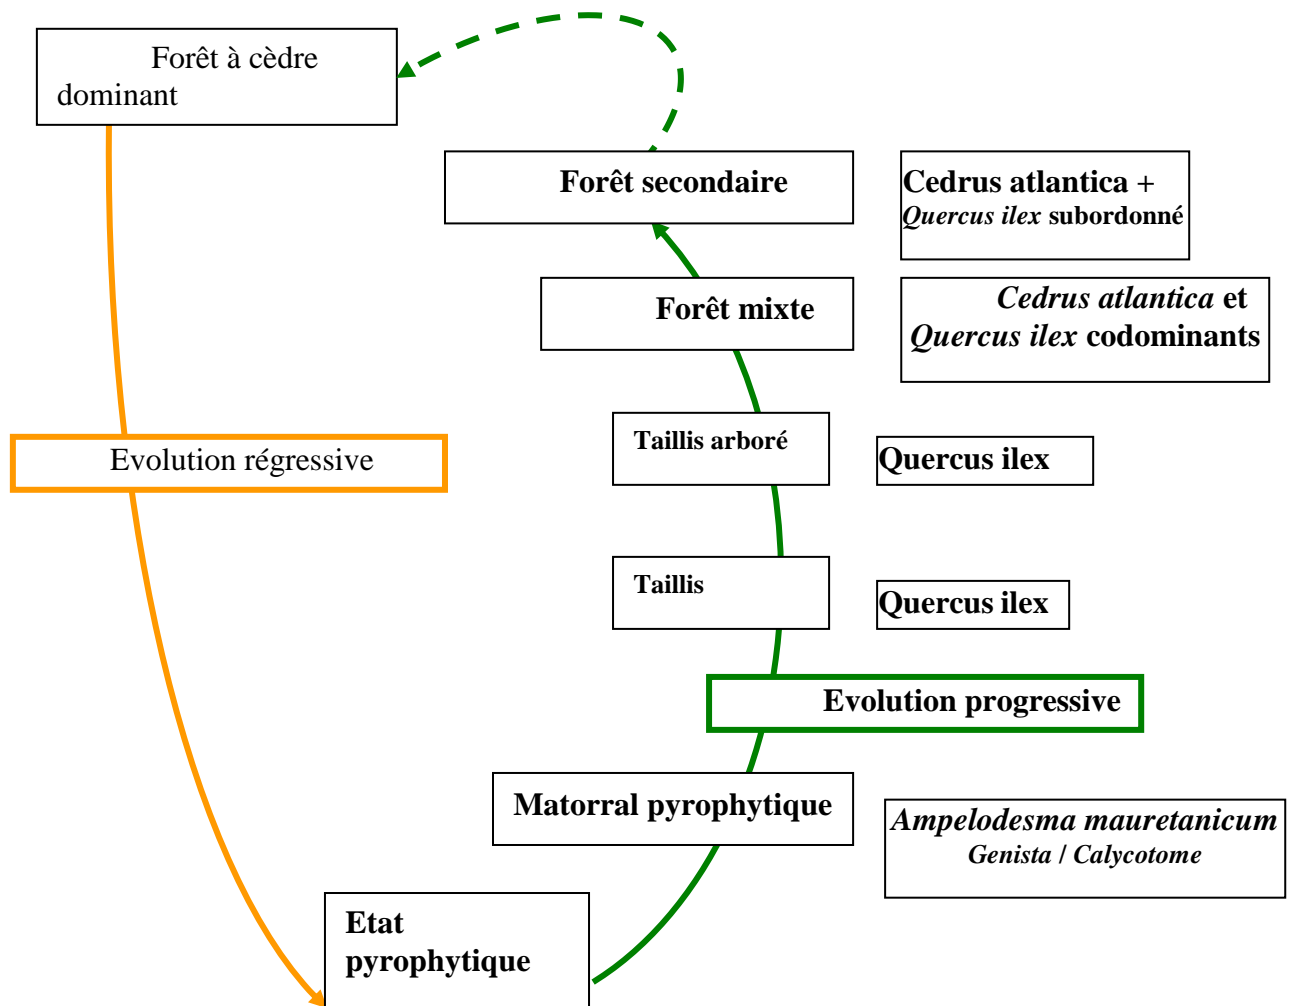 Forêt à cèdre
dominant
Forêt secondaire
Cedrus atlantica +
Quercus ilex subordonné
Forêt mixte
Cedrus atlantica et
Quercus ilex codominants
Taillis arboré
Quercus ilex
Evolution régressive
Taillis
Quercus ilex
Evolution progressive
Matorral pyrophytique
Ampelodesma mauretanicum
Genista / Calycotome
Etat
pyrophytique